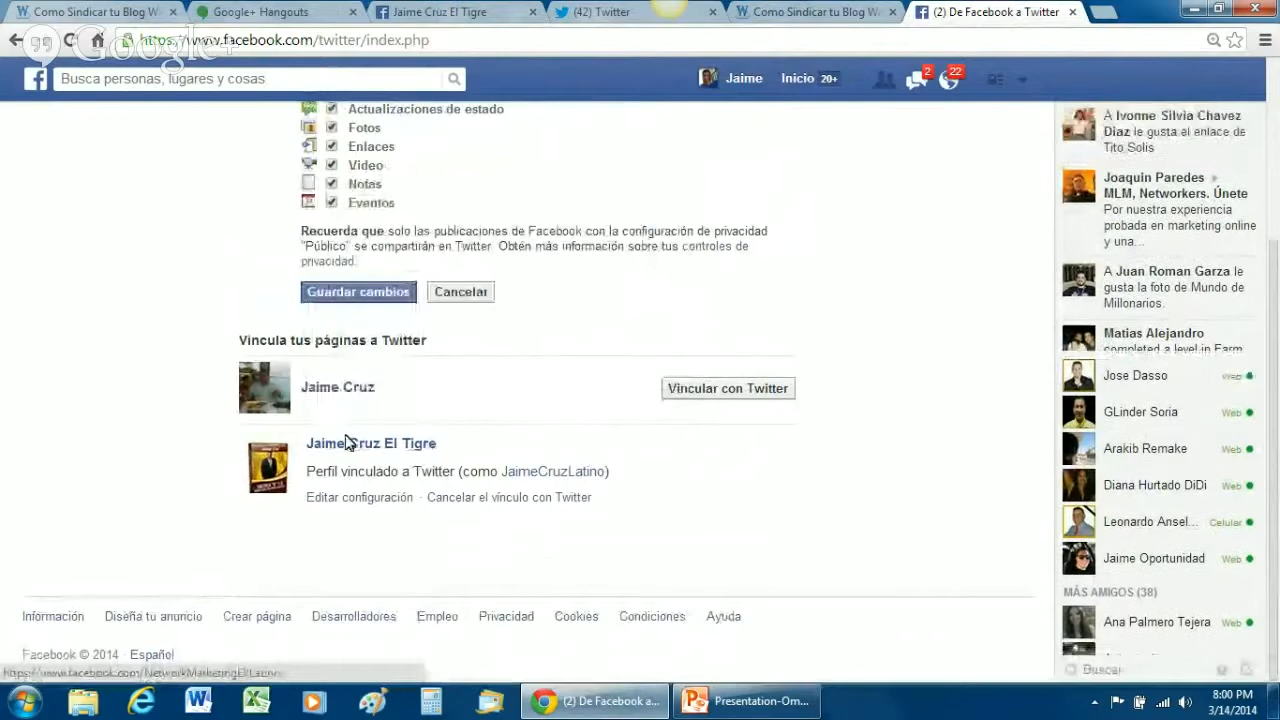 Como Sindicar tu Blog W
Google+ Hangouts
Jaime Cruz El Tigre
(42) Twitter
Como Sindicar tu Blog W
(2) De Facebook a Twitter
https://www.facebook.com/twitter/index.php
Google+
Busca personas, lugares y cosas
Jaime
Inicio 20+
2
22
Actualizaciones de estado
Fotos
Enlaces
Video
Notas
Eventos
Recuerda que solo las publicaciones de Facebook con la configuración de privacidad
"Público" se compartirán en Twitter. Obtén más información sobre tus controles de
privacidad.
Guardar cambios
Cancelar
Vincula tus páginas a Twitter
Jaime Cruz
Vincular con Twitter
Jaime Cruz El Tigre
Perfil vinculado a Twitter (como JaimeCruzLatino)
Editar configuración · Cancelar el vínculo con Twitter
Información
Diseña tu anuncio
Crear página
Desarrolladores
Empleo
Privacidad
Cookies
Condiciones
Ayuda
Facebook © 2014 · Español
A Ivonne Silvia Chavez
Diaz le gusta el enlace de
Tito Solis
Joaquin Paredes
MLM, Networkers. Únete
Por nuestra experiencia
probada en marketing online
y una...
A Juan Roman Garza le
gusta la foto de Mundo de
Millonarios.
Matias Alejandro
completed a level in Farm
Jose Dasso
Web
GLinder Soria
Web
Arakib Remake
Web
Diana Hurtado DiDi
Web
Leonardo Ansel...
Celular
Jaime Oportunidad
Web
MÁS AMIGOS (38)
Ana Palmero Tejera
Web
Buscar
(2) De Facebook a...
Presentation-Om...
8:00 PM
3/14/2014